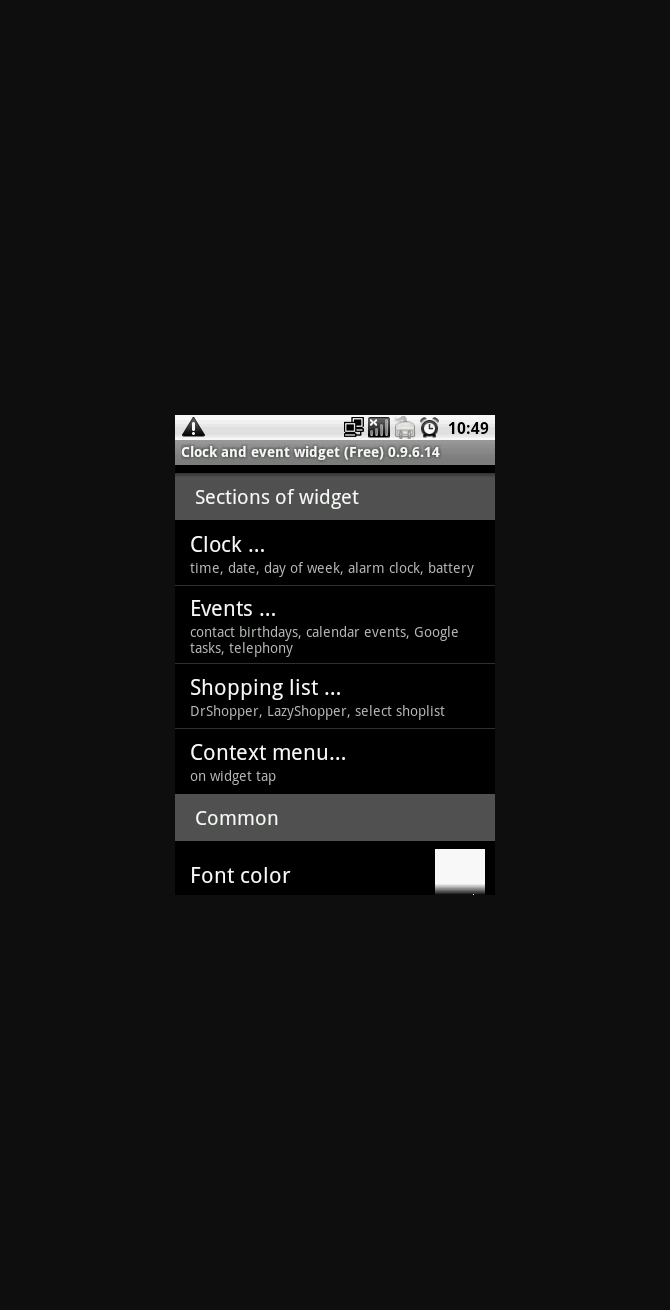 10:49
Clock and event widget (Free) 0.9.6.14
Sections of widget
Clock ...
time, date, day of week, alarm clock, battery
Events ...
contact birthdays, calendar events, Google
tasks, telephony
Shopping list ...
DrShopper, LazyShopper, select shoplist
Context menu...
on widget tap
Common
Font color